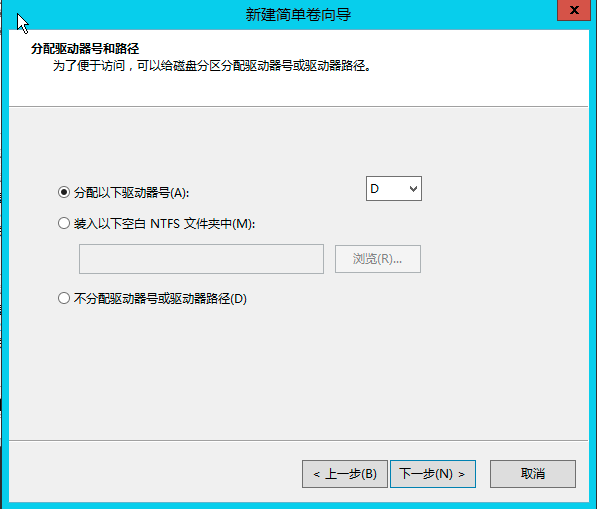 新建简单卷向导
x
分配驱动器号和路径
为了便于访问，可以给磁盘分区分配驱动器号或驱动器路径。
分配以下驱动器号(A): D
装入以下空白 NTFS 文件夹中(M):
浏览(R)...
不分配驱动器号或驱动器路径(D)
< 上一步(B) 下一步(N) > 取消